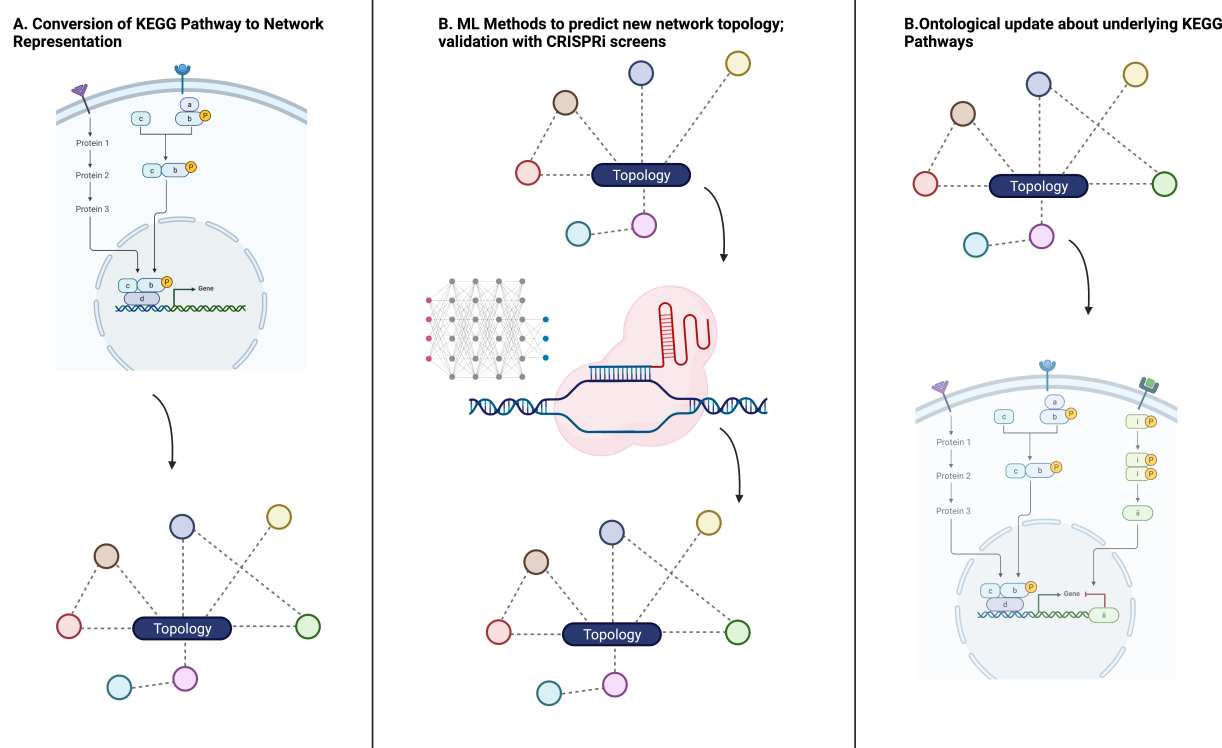 A. Conversion of KEGG Pathway to Network
Representation
a
c
b
P
Protein 1
c
b
P
Protein 2
Protein 3
c
b
P
d
Gene
Topology
B. ML Methods to predict new network topology;
validation with CRISPRi screens
Topology
Topology
B.Ontological update about underlying KEGG
Pathways
Topology
a
c
b
P
i
P
Protein 1
i
P
c
b
P
Protein 2
i
P
Protein 3
ii
c
b
P
d
Gene
ii